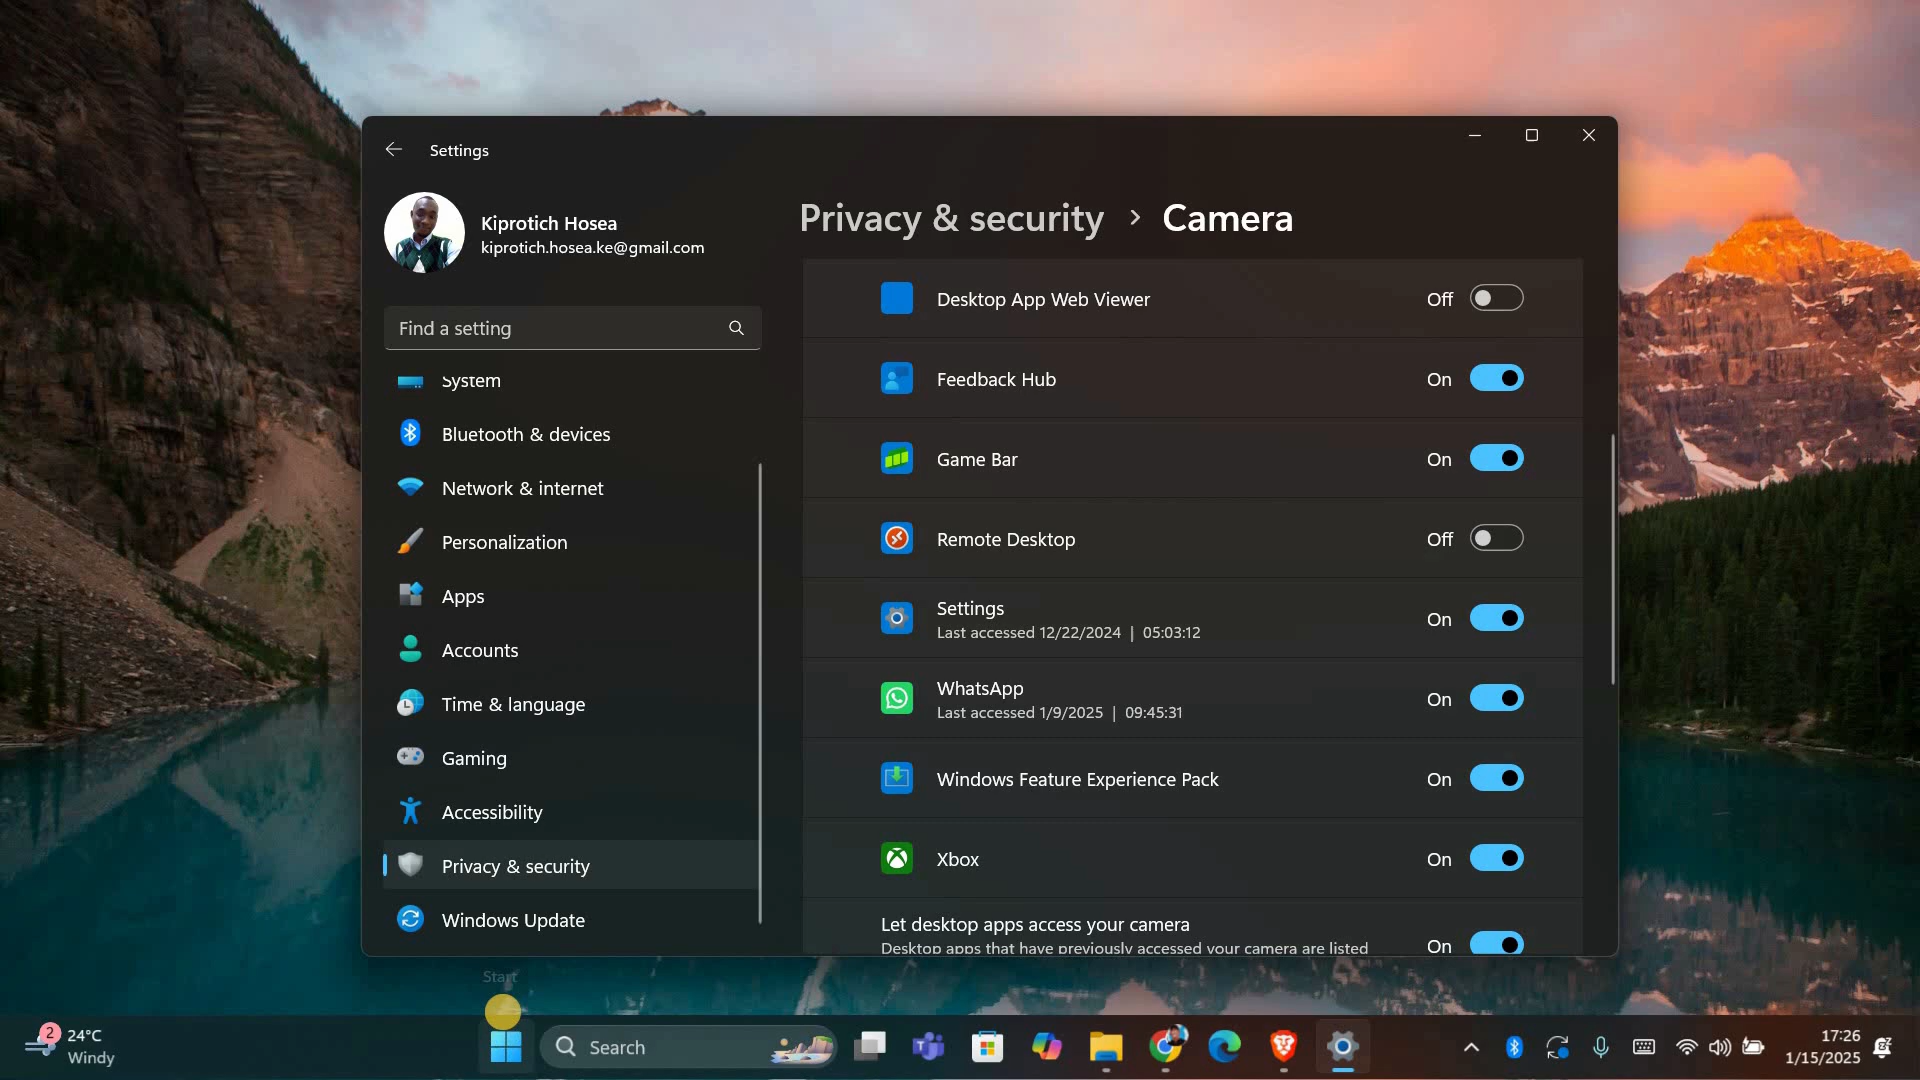 Settings
Kiprotich Hosea
kiprotich.hosea.ke@gmail.com
Find a setting
System
Bluetooth & devices
Network & internet
Personalization
Apps
Accounts
Time & language
Gaming
Accessibility
Privacy & security
Windows Update
Privacy & security > Camera
Desktop App Web Viewer Off
Feedback Hub On
Game Bar On
Remote Desktop Off
Settings
Last accessed 12/22/2024 | 05:03:12
On
WhatsApp
Last accessed 1/9/2025 | 09:45:31
On
Windows Feature Experience Pack On
Xbox On
Let desktop apps access your camera
Desktop apps that have previously accessed your camera are listed
On
Start
2
24°C
Windy
Search
17:26
1/15/2025